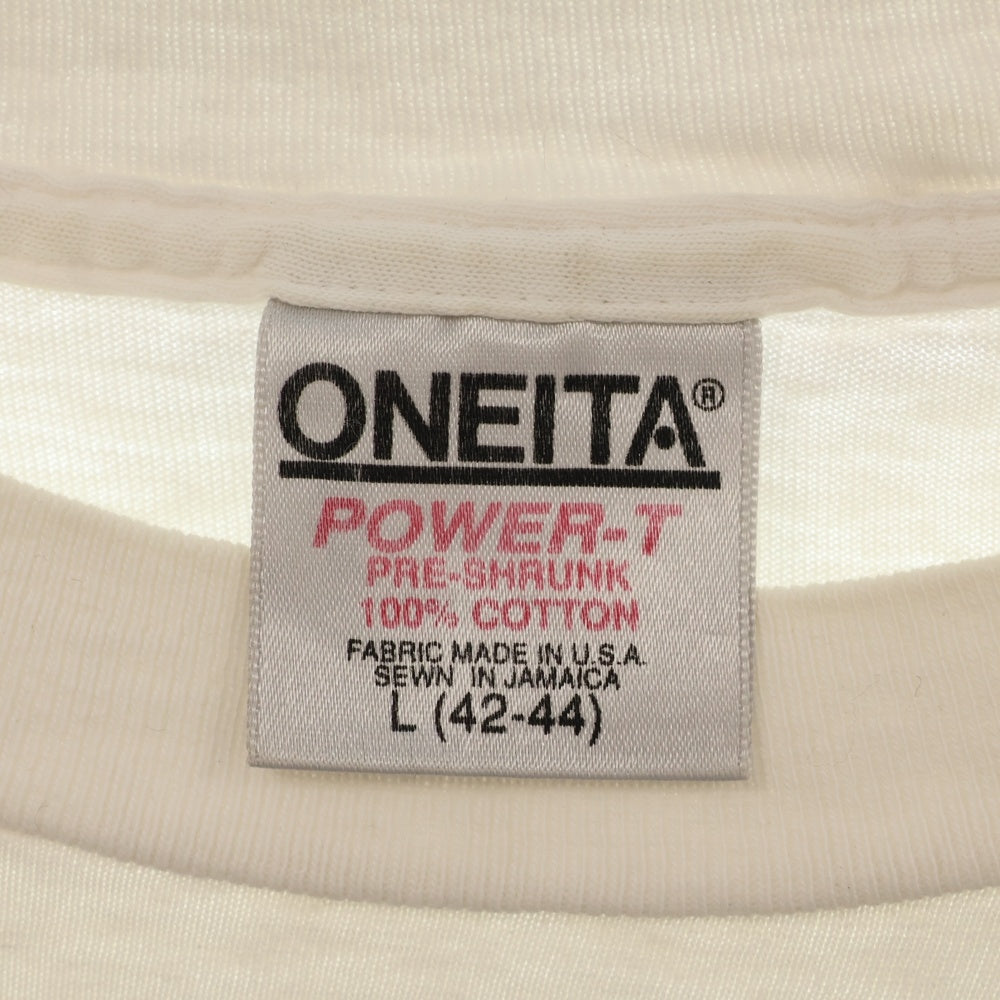 ONEITA®
POWER-T
PRE-SHRUNK
100% COTTON
FABRIC MADE IN U.S.A.
SEWN IN JAMAICA
L (42-44)